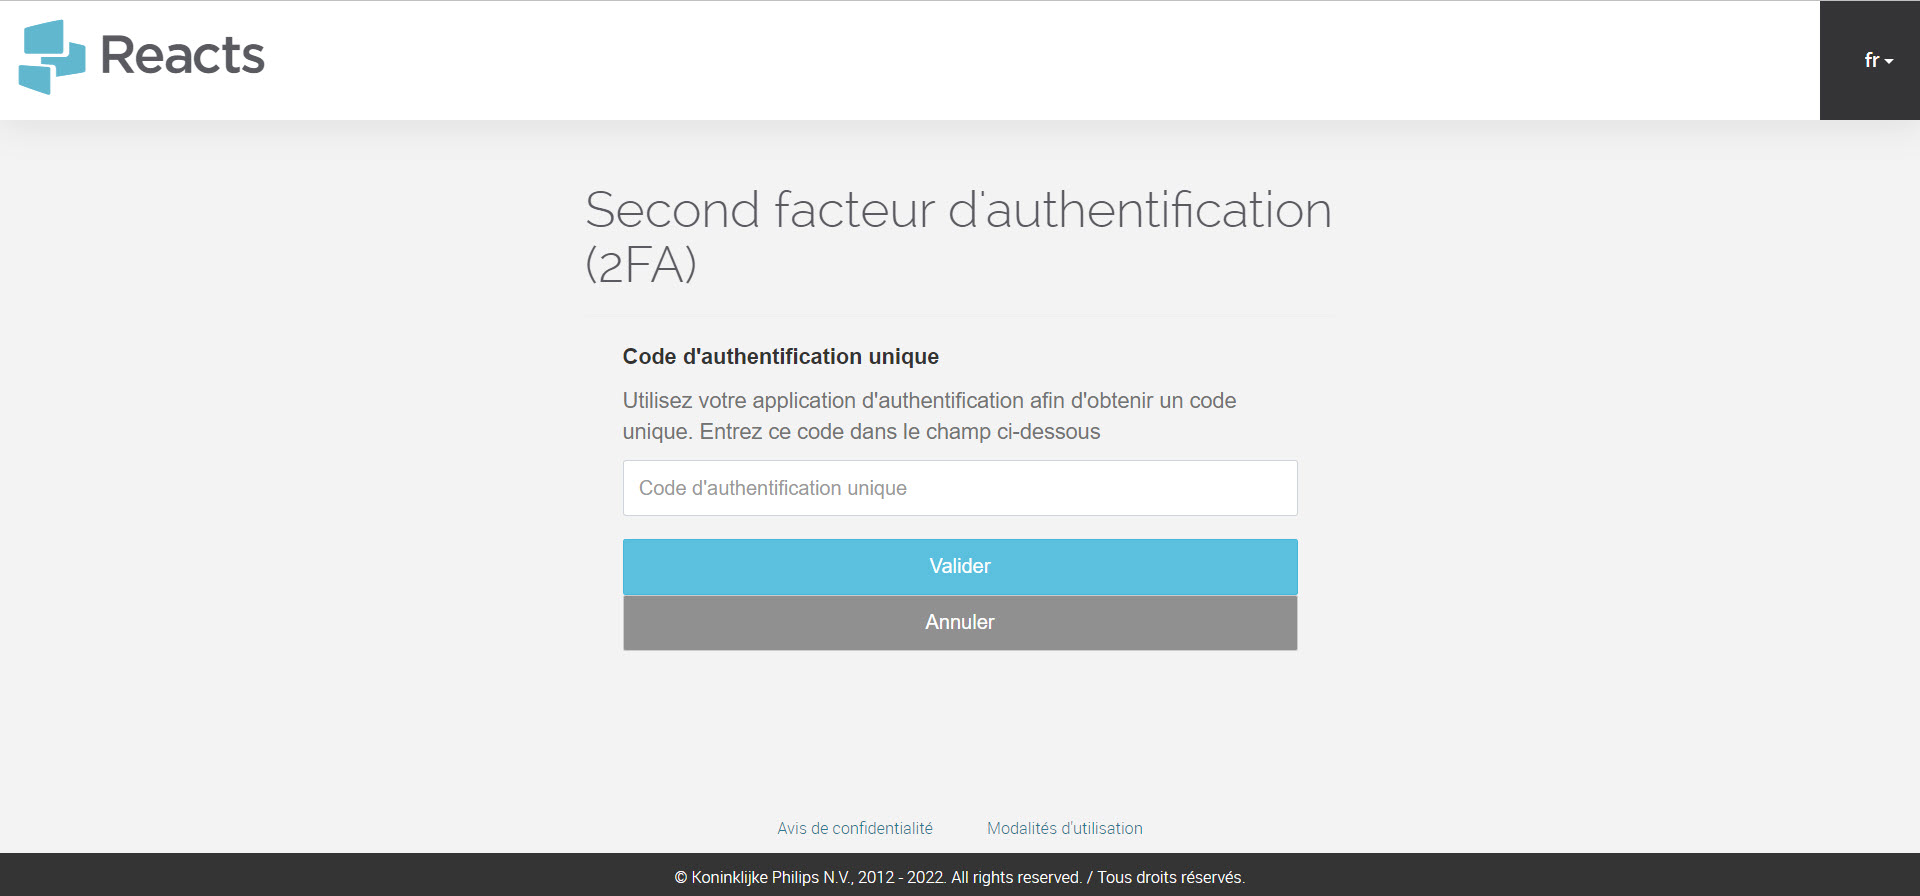 Reacts
fr
Second facteur d'authentification
(2FA)
Code d'authentification unique
Utilisez votre application d'authentification afin d'obtenir un code
unique. Entrez ce code dans le champ ci-dessous
Code d'authentification unique
Valider
Annuler
Avis de confidentialité Modalités d'utilisation
© Koninklijke Philips N.V., 2012 - 2022. All rights reserved. / Tous droits réservés.